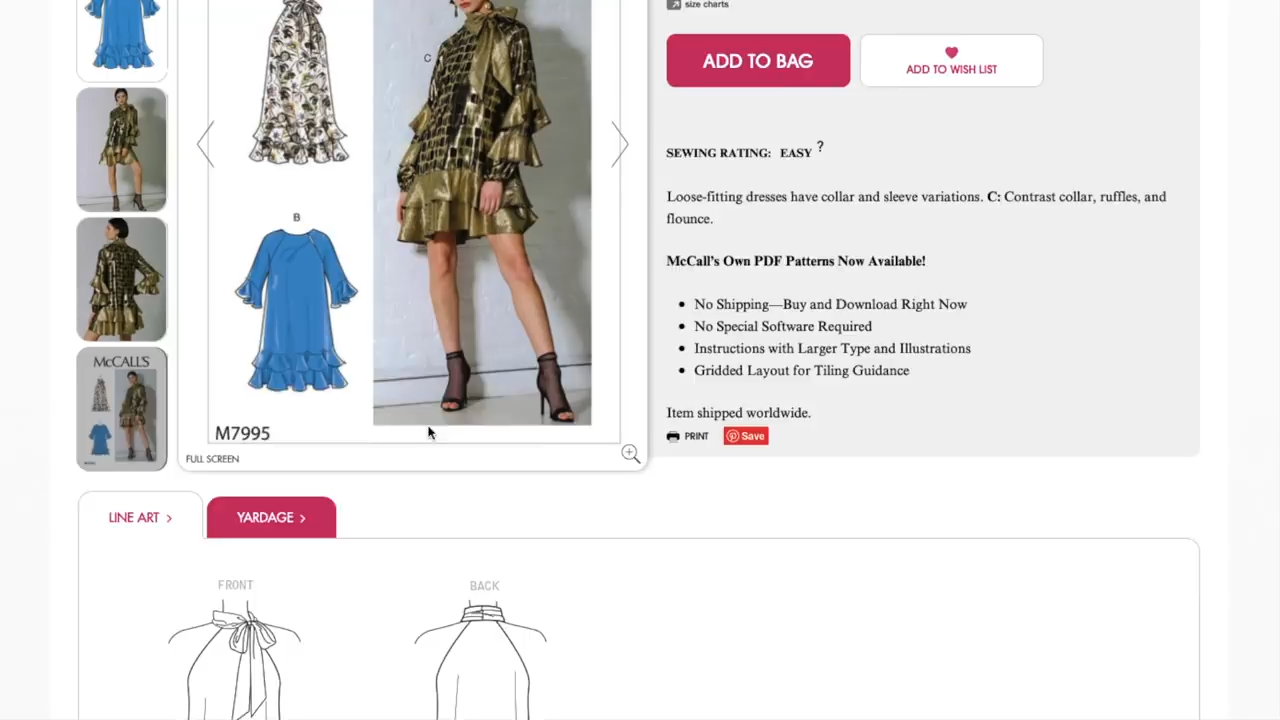 size charts
ADD TO BAG
ADD TO WISH LIST
SEWING RATING: EASY ?
Loose-fitting dresses have collar and sleeve variations. C: Contrast collar, ruffles, and
flounce.
McCall's Own PDF Patterns Now Available!
No Shipping—Buy and Download Right Now
No Special Software Required
Instructions with Larger Type and Illustrations
Gridded Layout for Tiling Guidance
Item shipped worldwide.
PRINT
Save
C
B
M7995
FULL SCREEN
McCALL'S
LINE ART
YARDAGE
FRONT
BACK